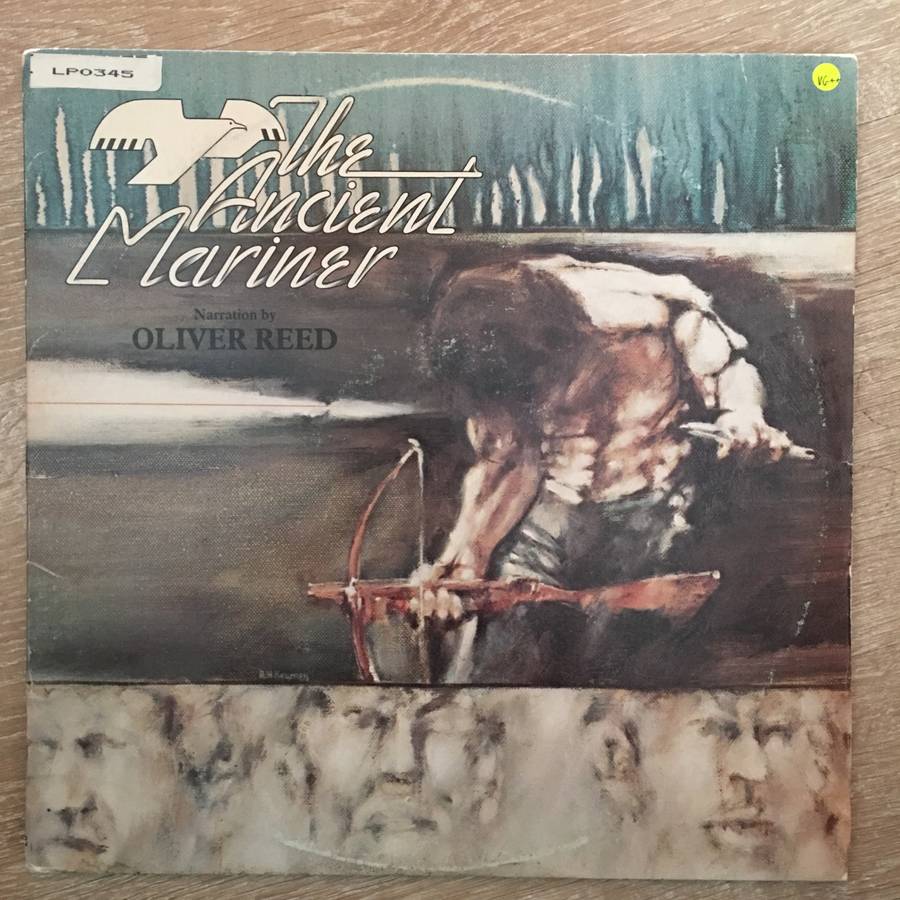 LP0345
VG++
The
Ancient
Mariner
Narration by
OLIVER REED